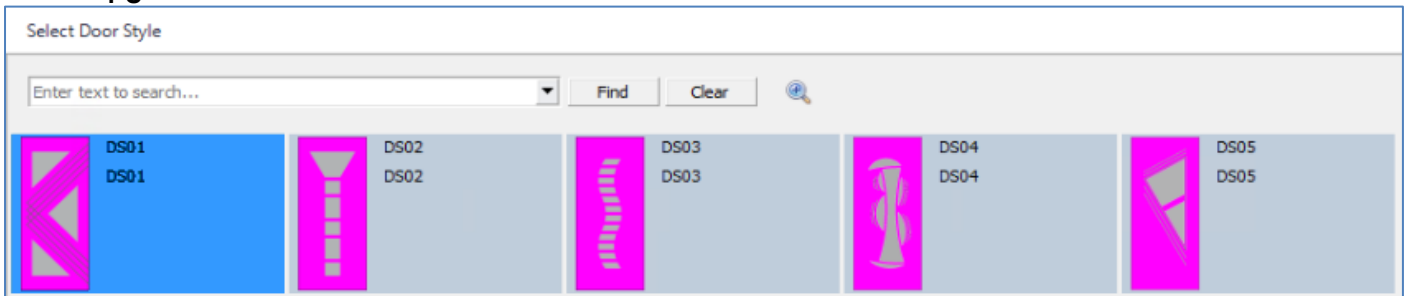 Select Door Style
Enter text to search...
Find
Clear
DS01
DS01
DS02
DS02
DS03
DS03
DS04
DS04
DS05
DS05